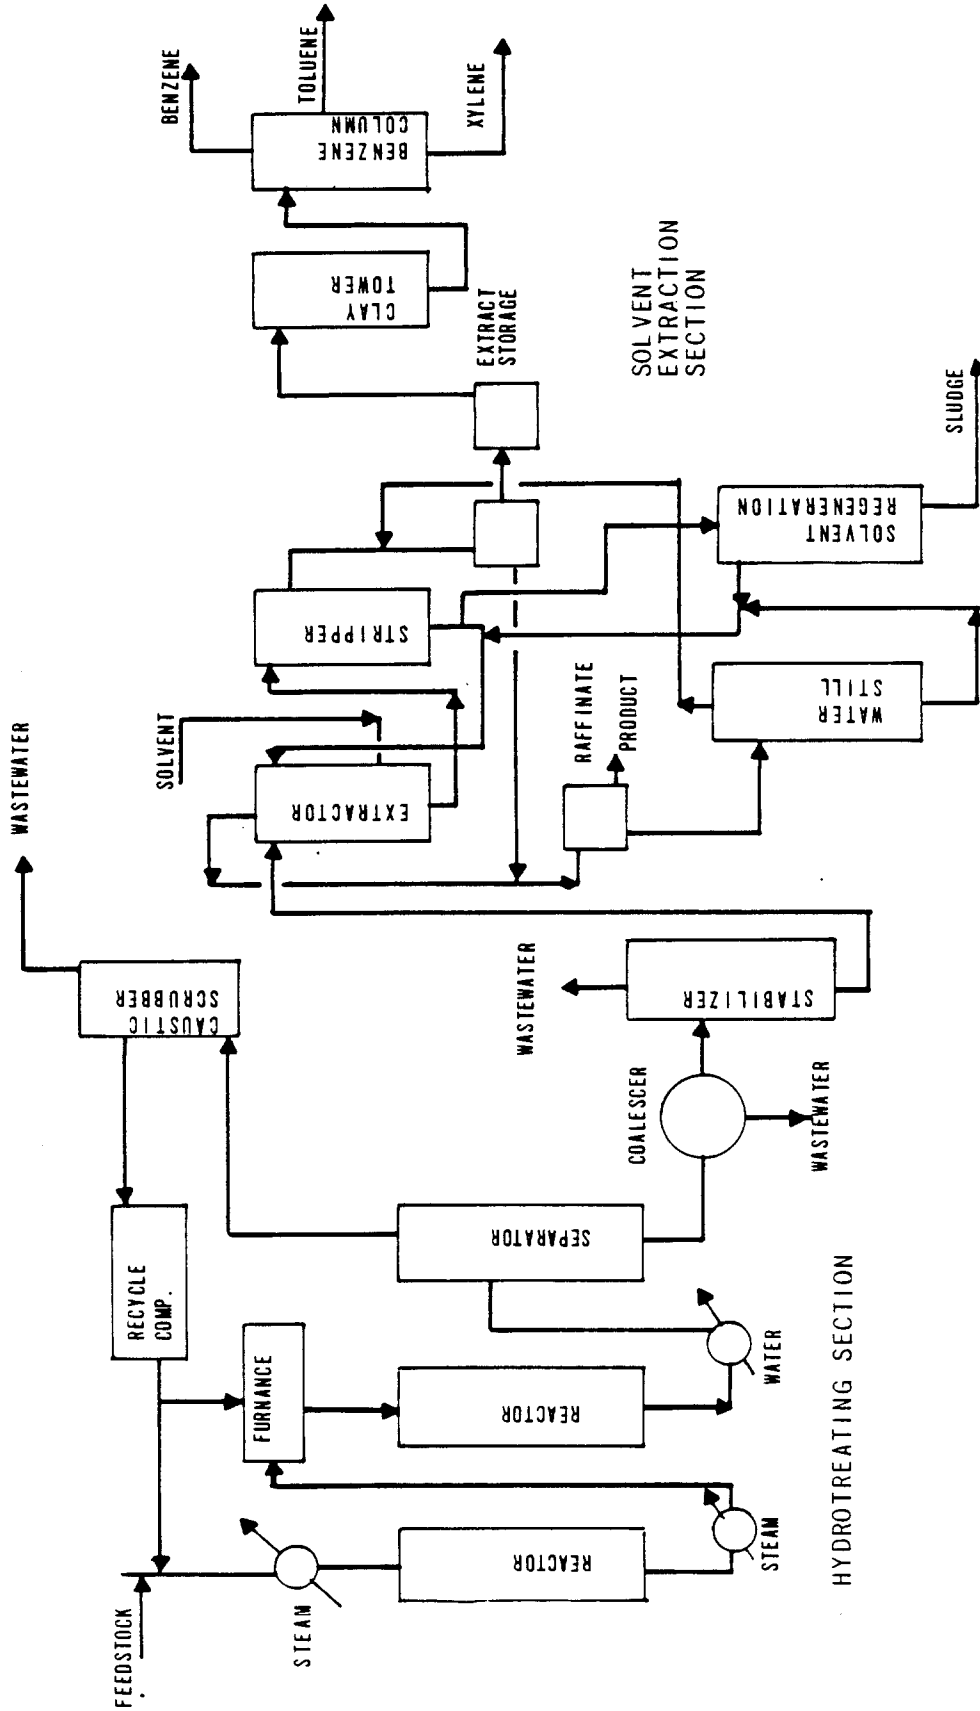 FEEDSTOCK
STEAM
REACTOR
STEAM
FURNANCE
REACTOR
WATER
RECYCLE
COMP.
SEPARATOR
COALESCER
WASTEWATER
CAUSTIC
SCRUBBER
WASTEWATER
STABILIZER
WASTEWATER
HYDROTREATING SECTION
SOLVENT
EXTRACTOR
RAFFINATE
PRODUCT
STRIPPER
WATER
STILL
SOLVENT
REGENERATION
SLUDGE
EXTRACT
STORAGE
CLAY
TOWER
BENZENE
COLUMN
BENZENE
TOLUENE
XYLENE
SOLVENT
EXTRACTION
SECTION